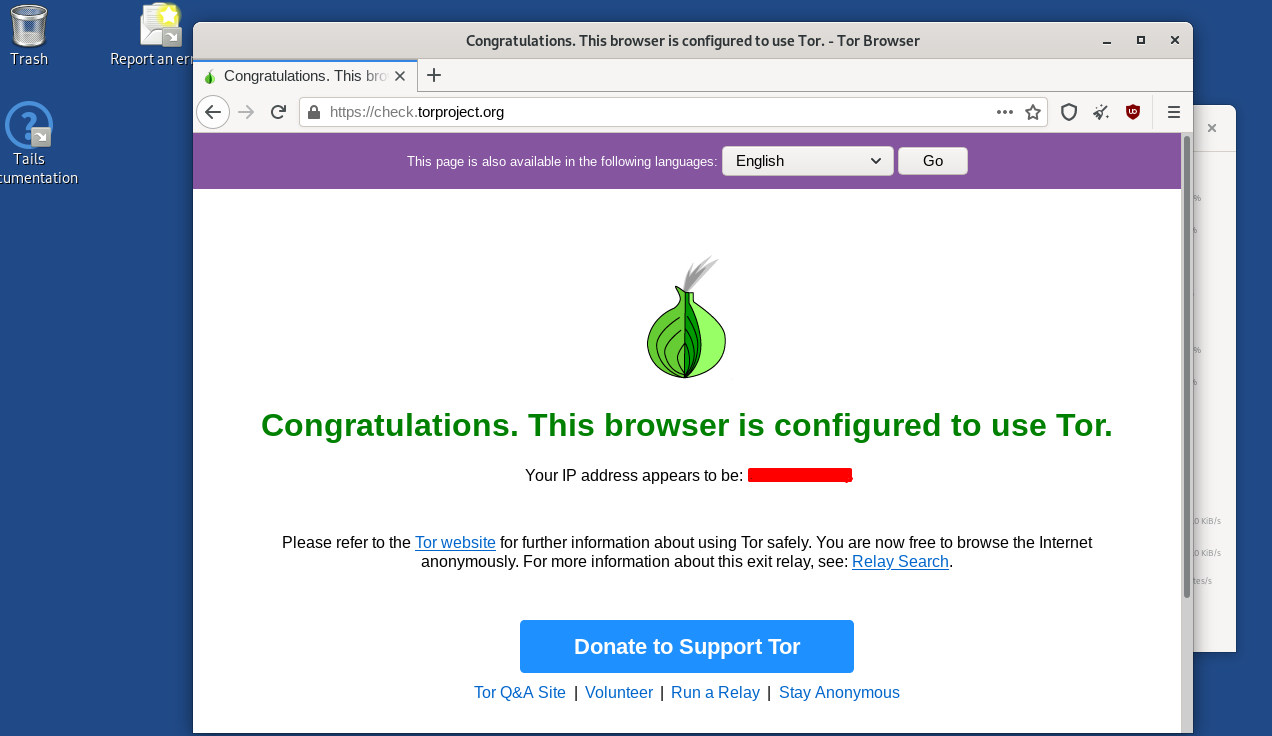 Trash
Report an err
Tails
cumentation
Congratulations. This browser is configured to use Tor. - Tor Browser
Congratulations. This bro
https://check.torproject.org
This page is also available in the following languages: English Go
Congratulations. This browser is configured to use Tor.
Your IP address appears to be:
Please refer to the Tor website for further information about using Tor safely. You are now free to browse the Internet
anonymously. For more information about this exit relay, see: Relay Search.
Donate to Support Tor
Tor Q&A Site | Volunteer | Run a Relay | Stay Anonymous
%
%
%
%
.0 KiB/s
.0 KiB/s
tes/s